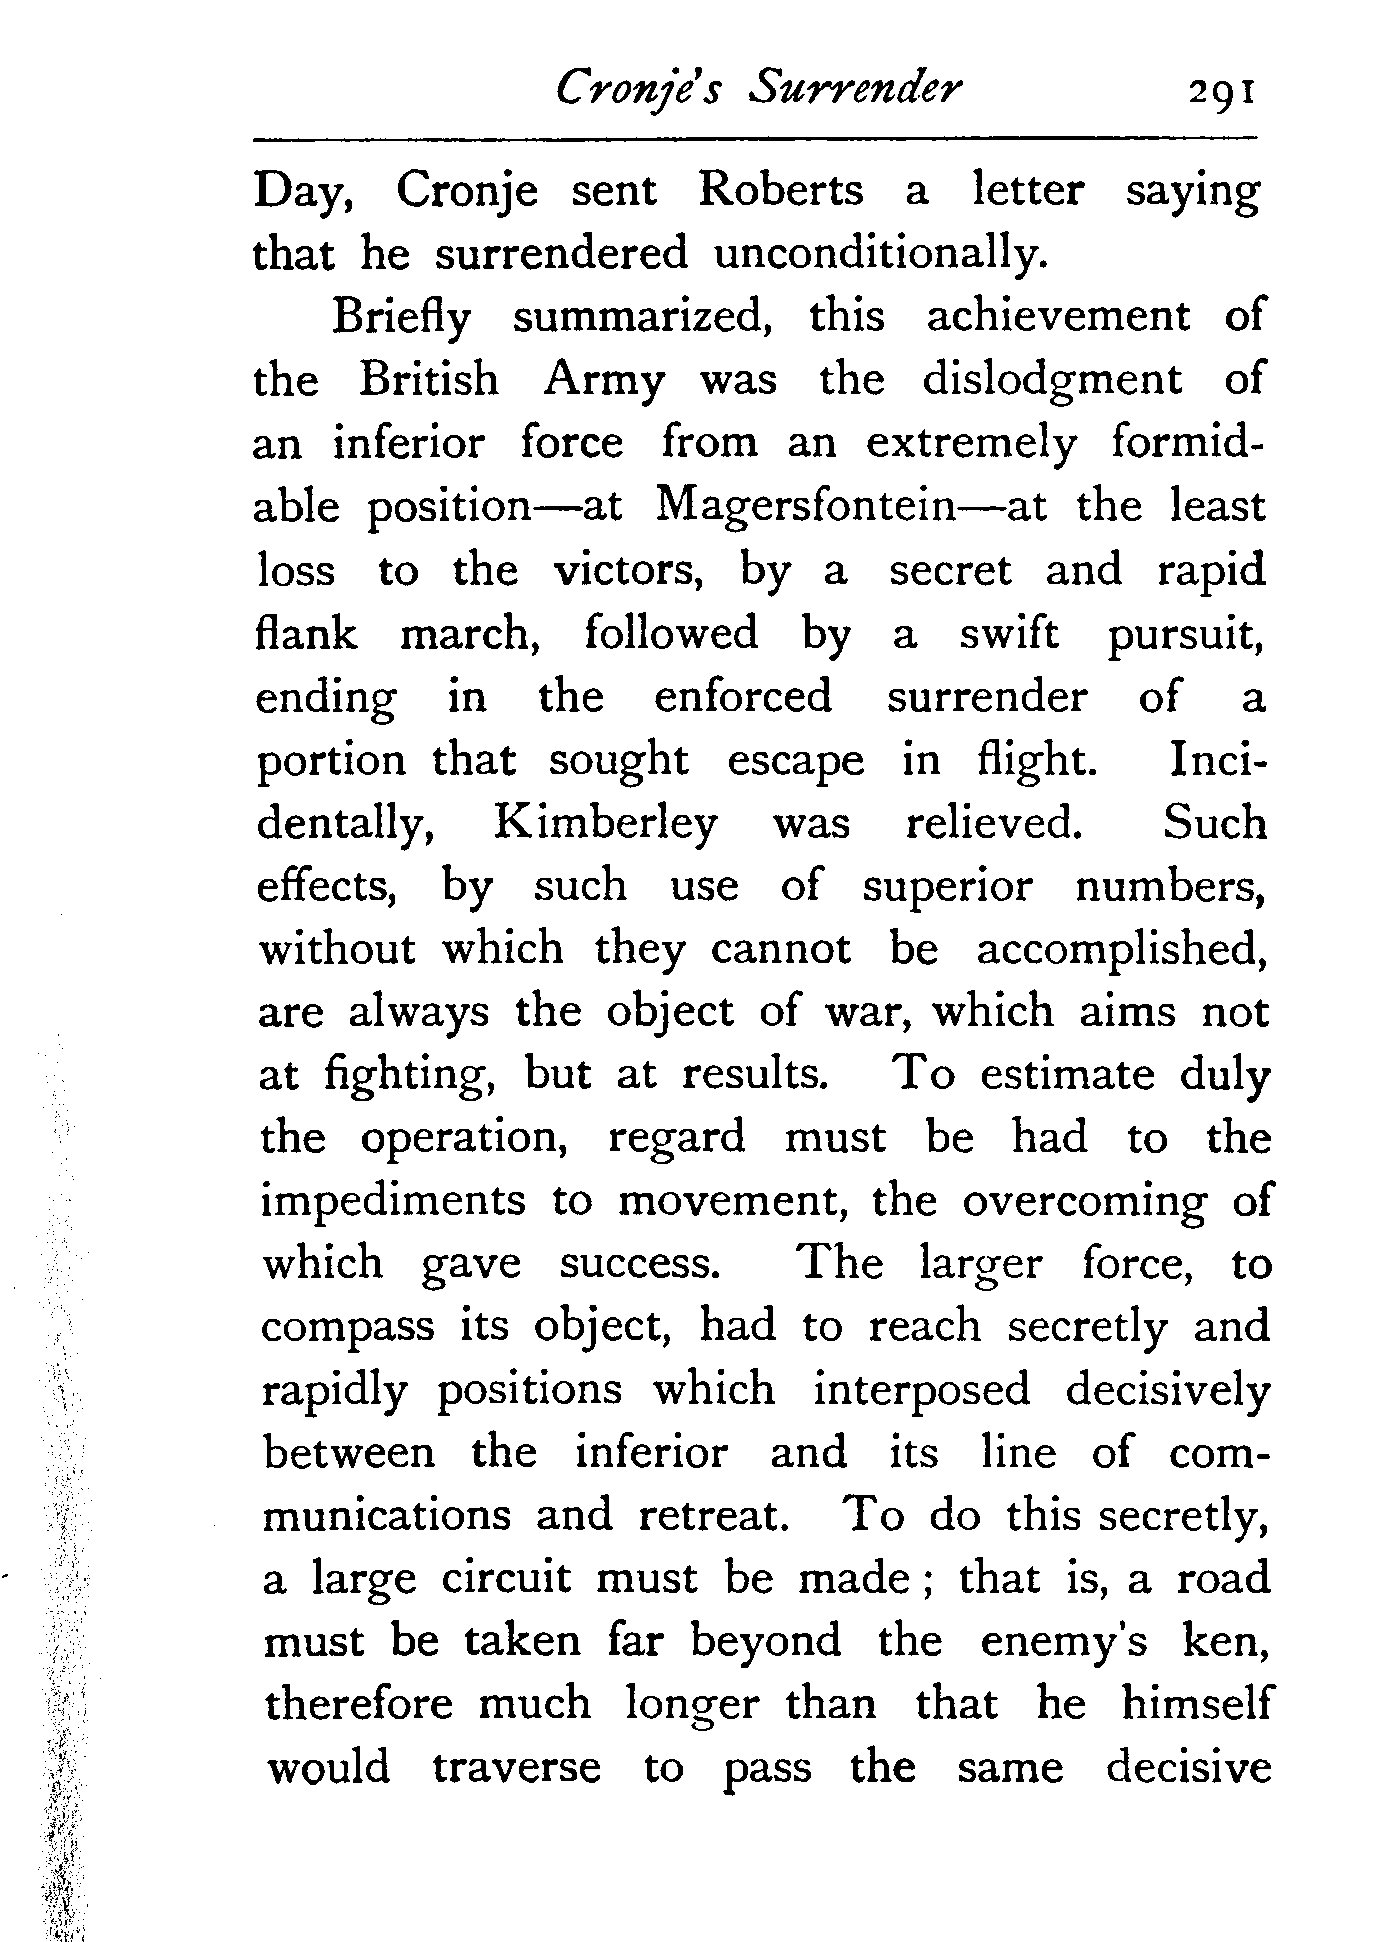 Cronje's Surrender 291
Day, Cronje sent Roberts a letter saying
that he surrendered unconditionally.
Briefly summarized, this achievement of
the British Army was the dislodgment of
an inferior force from an extremely formid-
able position—at Magersfontein—at the least
loss to the victors, by a secret and rapid
flank march, followed by a swift pursuit,
ending in the enforced surrender of a
portion that sought escape in flight. Inci-
dentally, Kimberley was relieved. Such
effects, by such use of superior numbers,
without which they cannot be accomplished,
are always the object of war, which aims not
at fighting, but at results. To estimate duly
the operation, regard must be had to the
impediments to movement, the overcoming of
which gave success. The larger force, to
compass its object, had to reach secretly and
rapidly positions which interposed decisively
between the inferior and its line of com-
munications and retreat. To do this secretly,
a large circuit must be made ; that is, a road
must be taken far beyond the enemy's ken,
therefore much longer than that he himself
would traverse to pass the same decisive